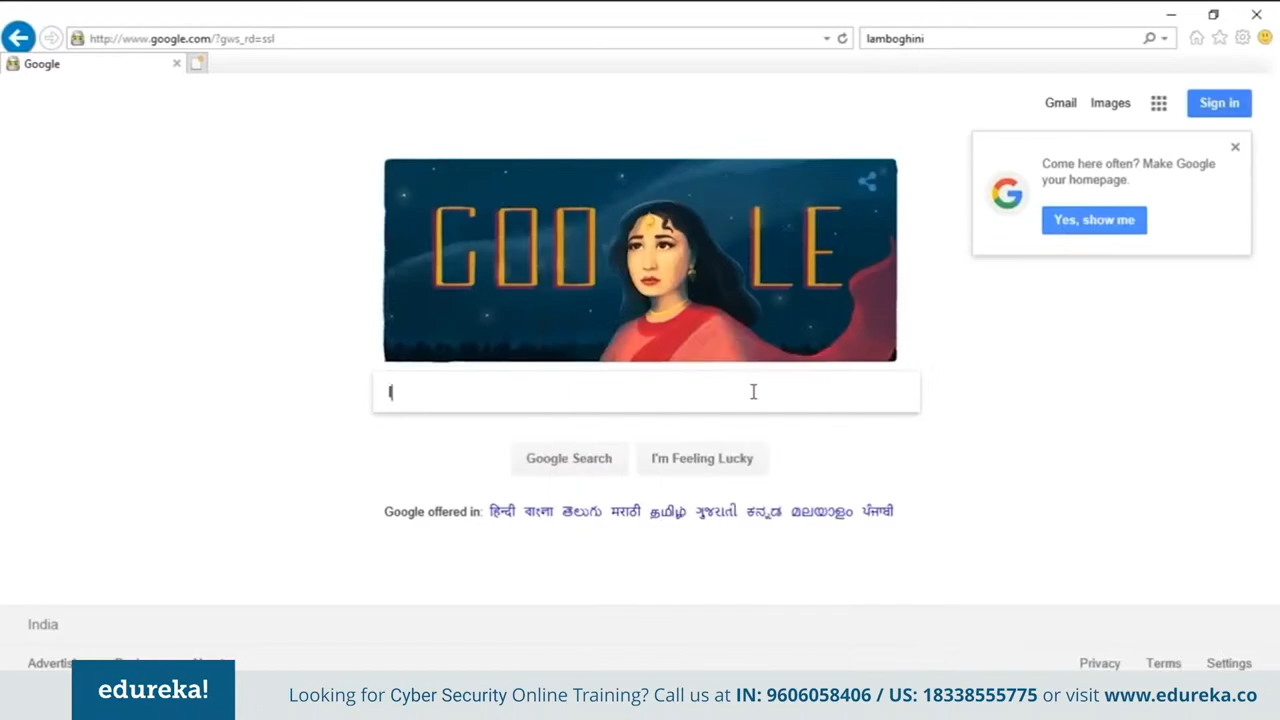 http://www.google.com/?gws_rd=ssl
lamboghini
Google
Gmail Images
Sign in
GOO LE
Come here often? Make Google
your homepage.
Yes, show me
l
Google Search
I'm Feeling Lucky
Google offered in: हिन्दी বাংলা తెలుగు मराठी தமிழ் ગુજરાતી ಕನ್ನಡ മലയാളം ਪੰਜਾਬੀ
India
Privacy Terms Settings
edureka!
Looking for Cyber Security Online Training? Call us at IN: 9606058406 / US: 18338555775 or visit www.edureka.co